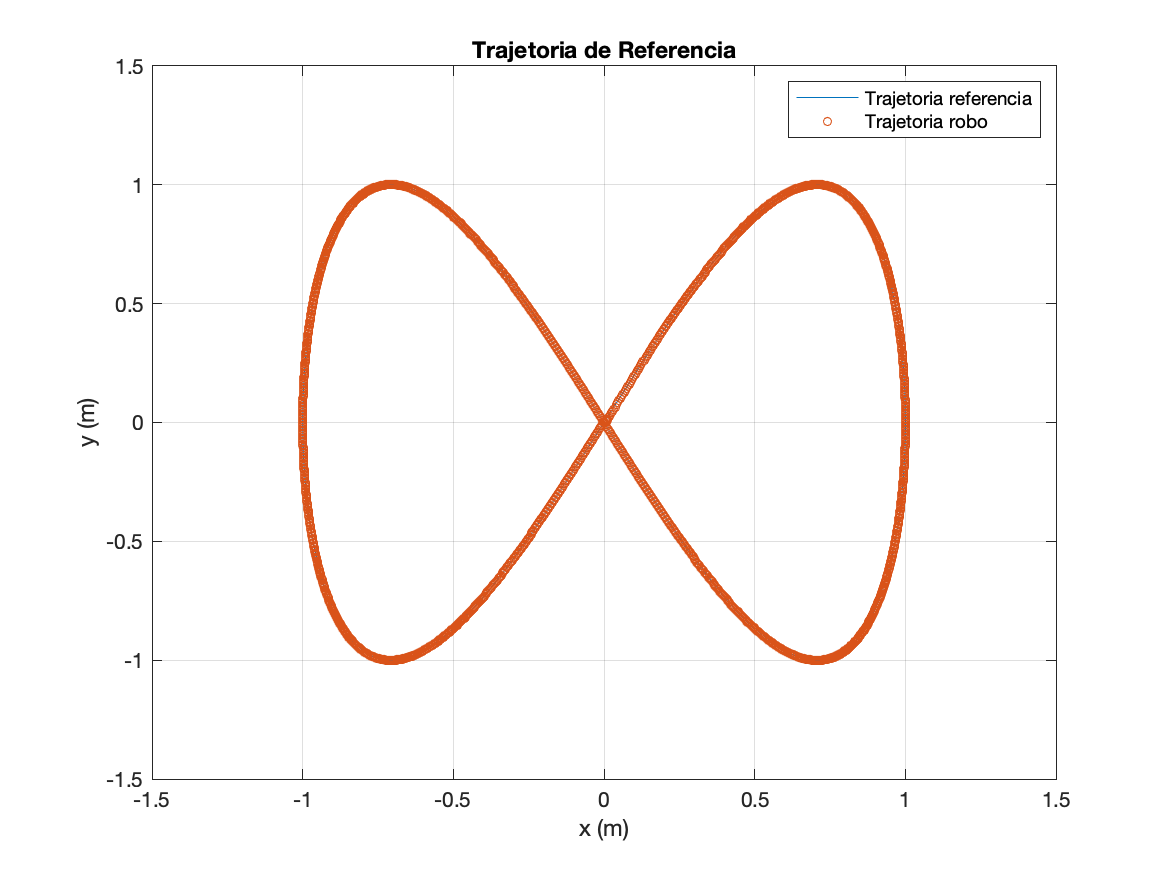 Trajetoria de Referencia
1.5
Trajetoria referencia
Trajetoria robo
1
0.5
y (m)
0
-0.5
-1
-1.5
-1.5 -1 -0.5 0 0.5 1 1.5
x (m)